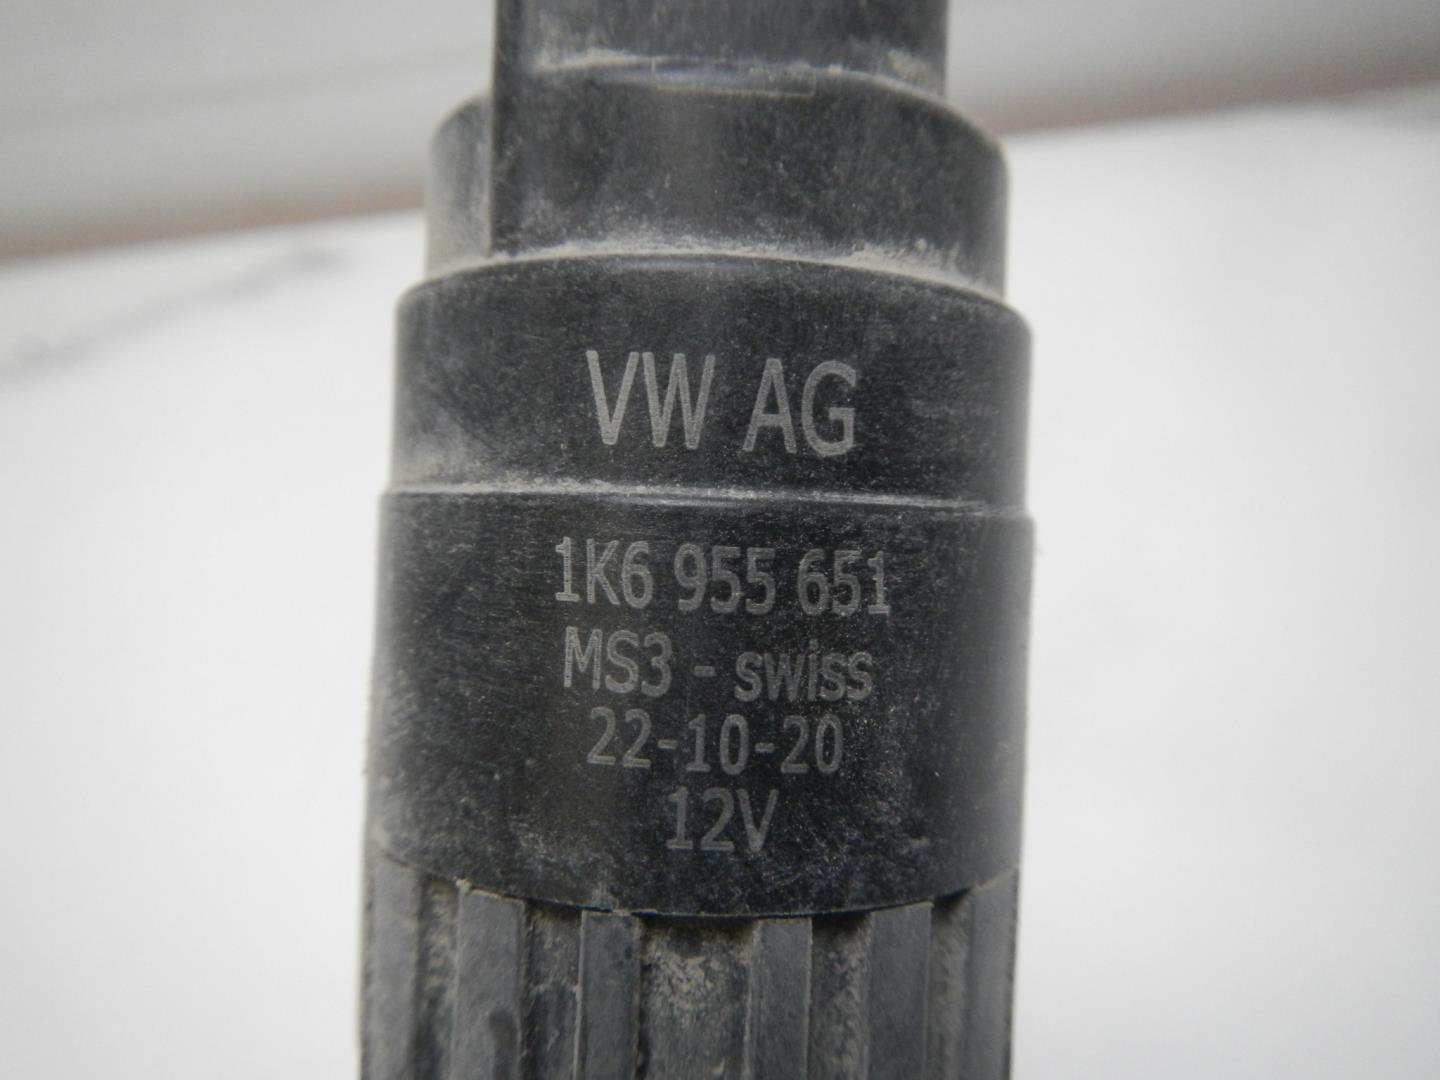 VW AG
1K6 955 651
MS3 - swiss
22-10-20
12V